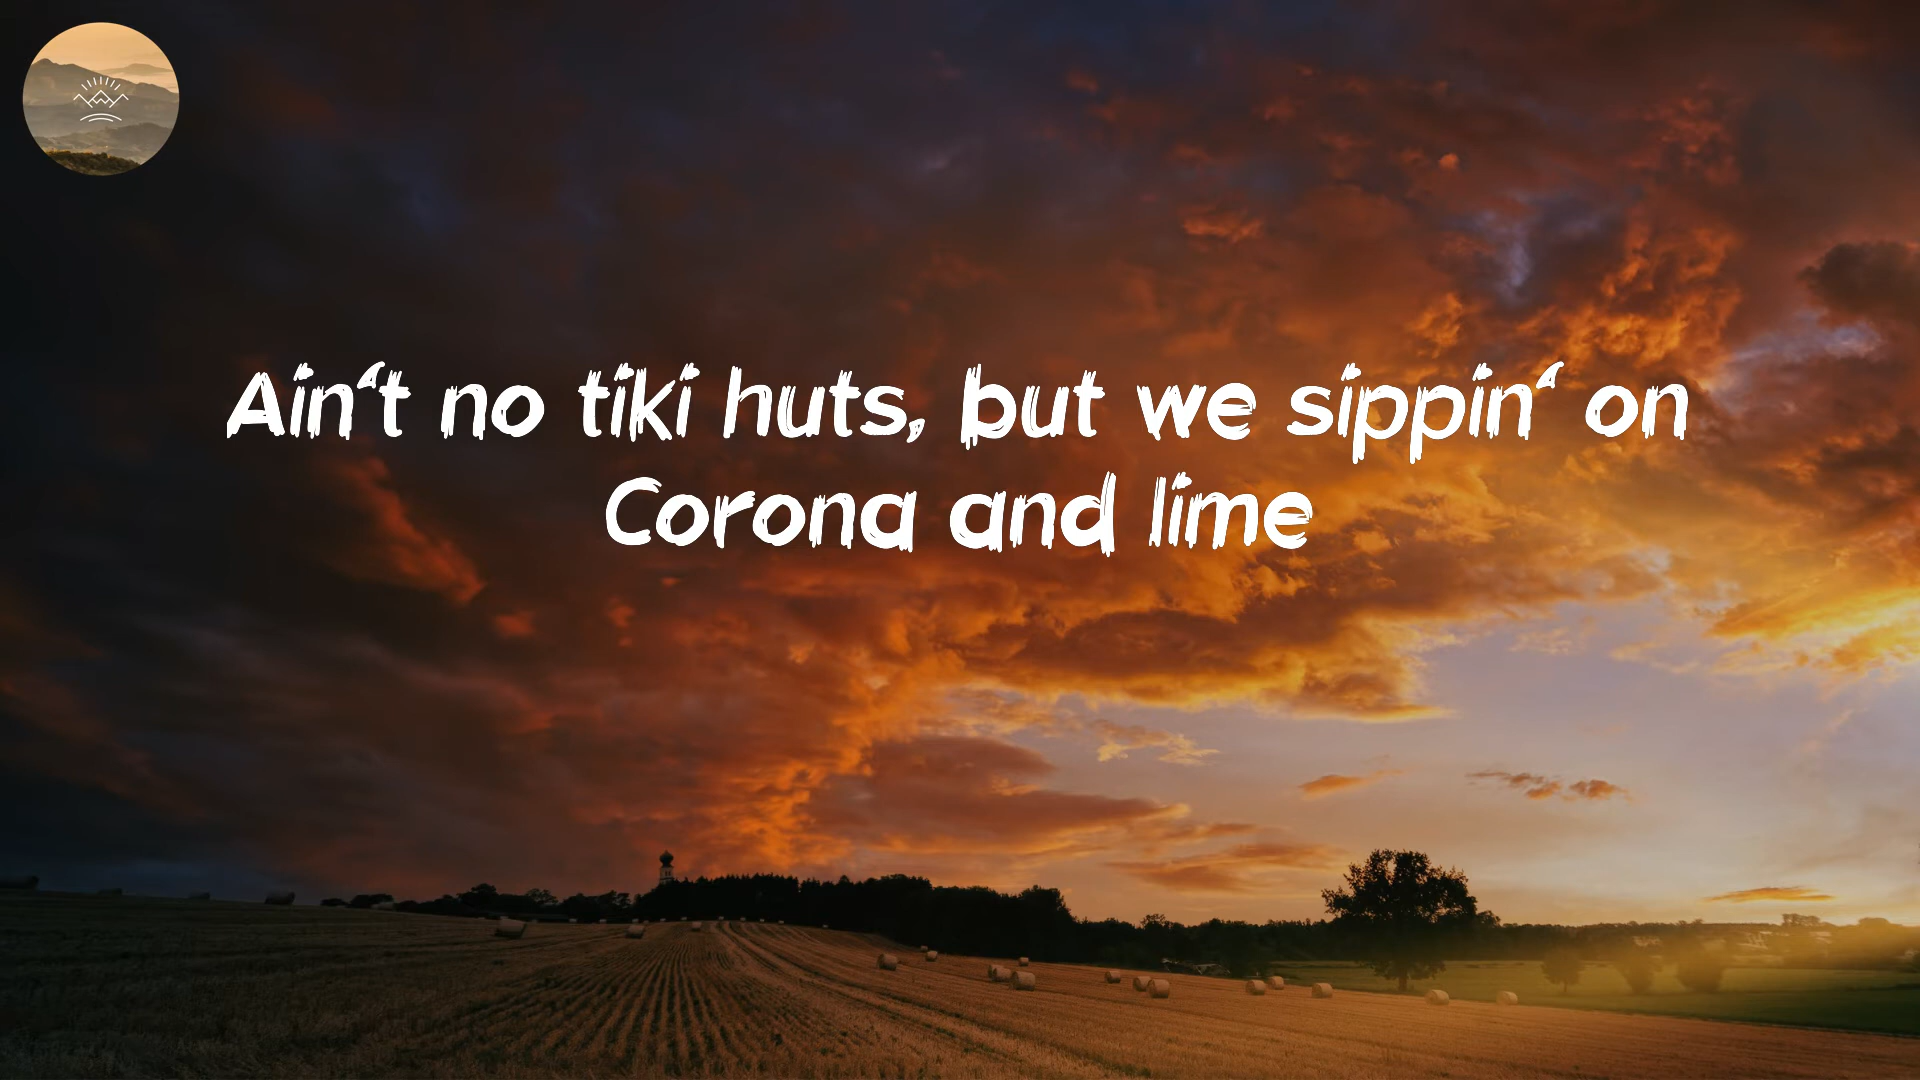 Ain‘t no tiki huts, but we sippin‘ on
Corona and lime